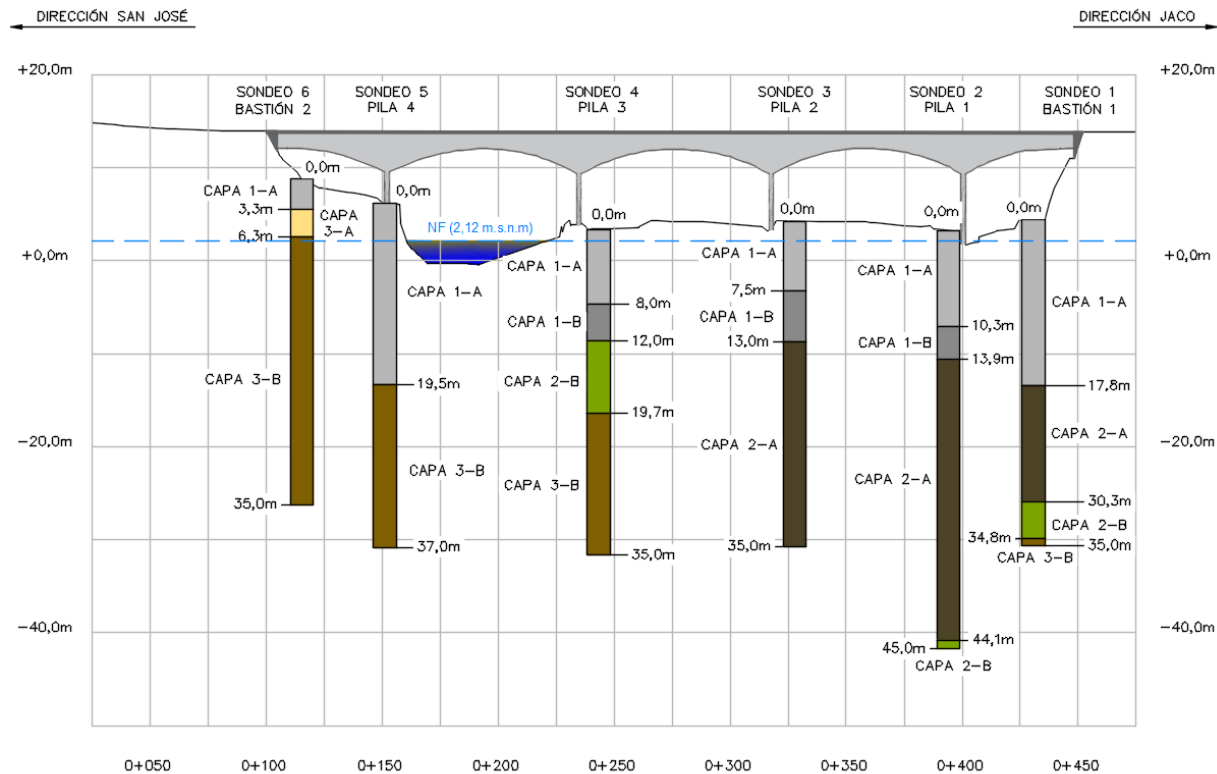 DIRECCIÓN SAN JOSÉ
DIRECCIÓN JACO
+20,0m
+20,0m
SONDEO 6
BASTIÓN 2
SONDEO 5
PILA 4
SONDEO 4
PILA 3
SONDEO 3
PILA 2
SONDEO 2
PILA 1
SONDEO 1
BASTIÓN 1
0,0m
CAPA 1-A
3,3m
CAPA
3-A
6,3m
CAPA 3-B
35,0m
0,0m
CAPA 1-A
19,5m
CAPA 3-B
37,0m
NF (2,12 m.s.n.m)
0,0m
CAPA 1-A
8,0m
CAPA 1-B
12,0m
CAPA 2-B
19,7m
CAPA 3-B
35,0m
0,0m
CAPA 1-A
7,5m
CAPA 1-B
13,0m
CAPA 2-A
35,0m
0,0m
CAPA 1-A
10,3m
CAPA 1-B
13,9m
CAPA 2-A
44,1m
45,0m
CAPA 2-B
0,0m
CAPA 1-A
17,8m
CAPA 2-A
30,3m
CAPA 2-B
34,8m
35,0m
CAPA 3-B
+0,0m
+0,0m
-20,0m
-20,0m
-40,0m
-40,0m
0+050
0+100
0+150
0+200
0+250
0+300
0+350
0+400
0+450